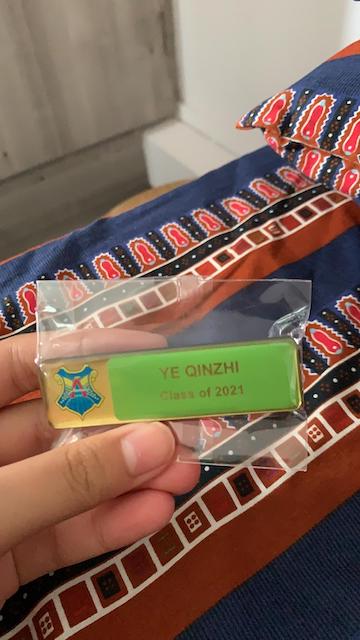 YE QINZHI
Class of 2021